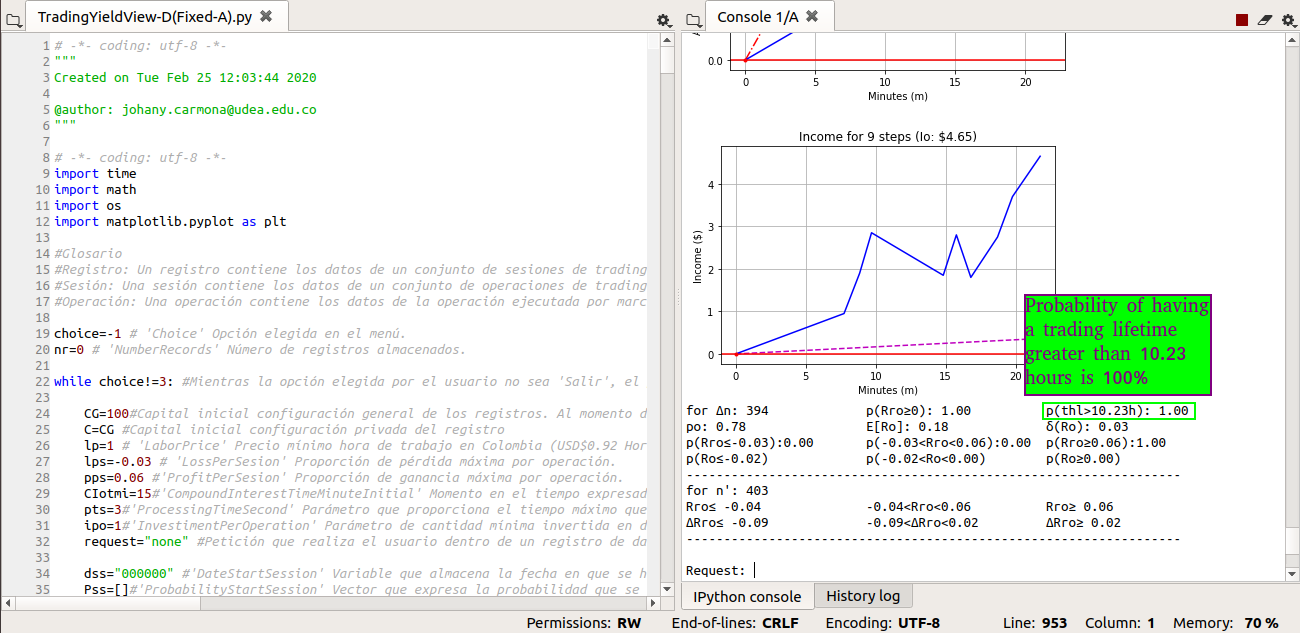 TradingYieldView-D(Fixed-A).py
Console 1/A
1 # -*- coding: utf-8 -*-
2 """
3 Created on Tue Feb 25 12:03:44 2020
4
5 @author: johany.carmona@udea.edu.co
6 """
7
8 # -*- coding: utf-8 -*-
9 import time
10 import math
11 import os
12 import matplotlib.pyplot as plt
13
14 #Glosario
15 #Registro: Un registro contiene los datos de un conjunto de sesiones de trading
16 #Sesión: Una sesión contiene los datos de un conjunto de operaciones de trading
17 #Operación: Una operación contiene los datos de la operación ejecutada por marc
18
19 choice=-1 # 'Choice' Opción elegida en el menú.
20 nr=0 # 'NumberRecords' Número de registros almacenados.
21
22 while choice!=3: #Mientras la opción elegida por el usuario no sea 'Salir', el
23
24 CG=100#Capital inicial configuración general de los registros. Al momento d
25 C=CG #Capital inicial configuración privada del registro
26 lp=1 # 'LaborPrice' Precio mínimo hora de trabajo en Colombia (USD$0.92 Hor
27 lps=-0.03 # 'LossPerSesion' Proporción de pérdida máxima por operación.
28 pps=0.06 #'ProfitPerSesion' Proporción de ganancia máxima por operación.
29 CIotmi=15#'CompoundInterestTimeMinuteInitial' Momento en el tiempo expresad
30 pts=3#'ProcessingTimeSecond' Parámetro que proporciona el tiempo máximo que
31 ipo=1#'InvestimentPerOperation' Parámetro de cantidad mínima invertida en d
32 request="none" #Petición que realiza el usuario dentro de un registro de da
33
34 dss="000000" #'DateStartSession' Variable que almacena la fecha en que se h
35 Pss=[]#'ProbabilityStartSession' Vector que expresa la probabilidad que se
0.0
0 5 10 15 20
Minutes (m)
Income for 9 steps (Io: $4.65)
Income ($)
4
3
2
1
0
0 5 10 15 20
Minutes (m)
Probability of having
a trading lifetime
greater than 10.23
hours is 100%
for Δn: 394 p(Rro≥0): 1.00 p(thl>10.23h): 1.00
po: 0.78 E[Ro]: 0.18 δ(Ro): 0.03
p(Rro≤-0.03):0.00 p(-0.03<Rro<0.06):0.00 p(Rro≥0.06):1.00
p(Ro≤-0.02) p(-0.02<Ro<0.00) p(Ro≥0.00)
------------------------------------------------------------------
for n': 403
Rro≤ -0.04 -0.04<Rro<0.06 Rro≥ 0.06
ΔRro≤ -0.09 -0.09<ΔRro<0.02 ΔRro≥ 0.02
------------------------------------------------------------------
Request:
IPython console History log
Permissions: RW End-of-lines: CRLF Encoding: UTF-8 Line: 953 Column: 1 Memory: 70 %